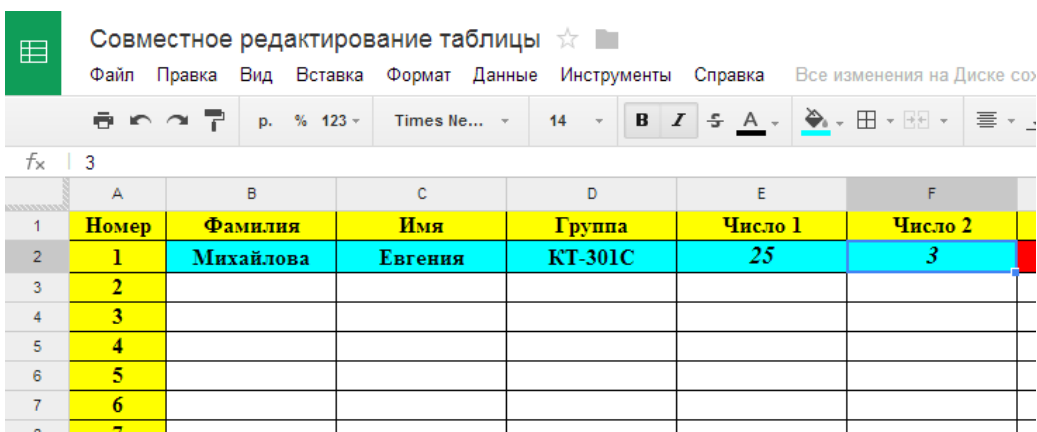 Совместное редактирование таблицы
Файл Правка Вид Вставка Формат Данные Инструменты Справка Все изменения на Диске сох
р. % 123 Times Ne... 14 B I S A
fx 3
A B C D E F
1 Номер Фамилия Имя Группа Число 1 Число 2
2 1 Михайлова Евгения КТ-301С 25 3
3 2
4 3
5 4
6 5
7 6